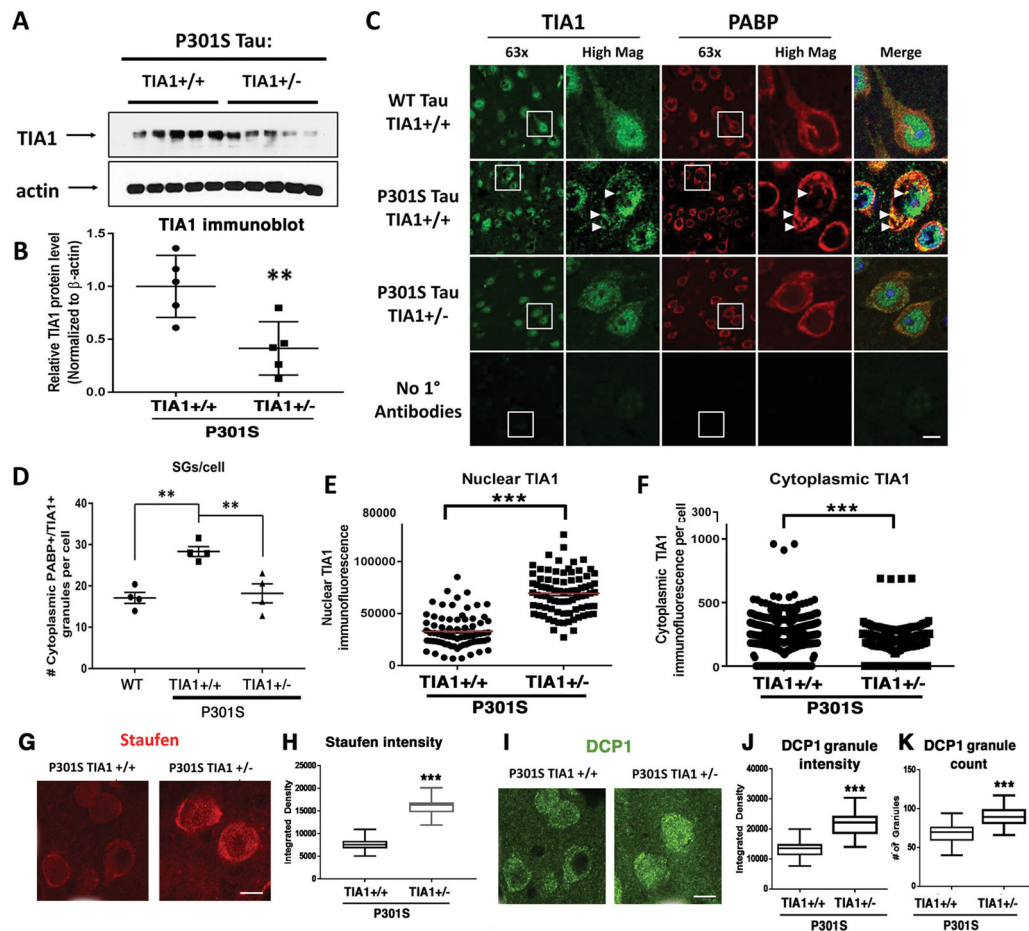 A
P301S Tau:
TIA1+/+ TIA1+/-
TIA1
actin
B
TIA1 immunoblot
Relative TIA1 protein level
(Normalized to β-actin)
1.5
1.0
0.5
0.0
**
TIA1+/+ TIA1+/-
P301S
C
TIA1 PABP
63x High Mag 63x High Mag Merge
WT Tau
TIA1+/+
P301S Tau
TIA1+/+
P301S Tau
TIA1+/-
No 1°
Antibodies
D
SGs/cell
# Cytoplasmic PABP+/TIA1+
granules per cell
40
30
20
10
0
** **
WT TIA1+/+ TIA1+/-
P301S
E
Nuclear TIA1
Nuclear TIA1
immunofluorescence
80000
100000
50000
0
***
TIA1+/+ TIA1+/-
P301S
F
Cytoplasmic TIA1
Cytoplasmic TIA1
immunofluorescence per cell
300
1000
500
0
***
TIA1+/+ TIA1+/-
P301S
G
Staufen
P301S TIA1 +/+ P301S TIA1 +/-
H
Staufen intensity
Integrated Density
20000
15000
10000
5000
0
***
TIA1+/+ TIA1+/-
P301S
I
DCP1
P301S TIA1 +/+ P301S TIA1 +/-
J
DCP1 granule
intensity
Integrated Density
40000
30000
20000
10000
0
***
TIA1+/+ TIA1+/-
P301S
K
DCP1 granule
count
# of Granules
150
100
50
0
***
TIA1+/+ TIA1+/-
P301S